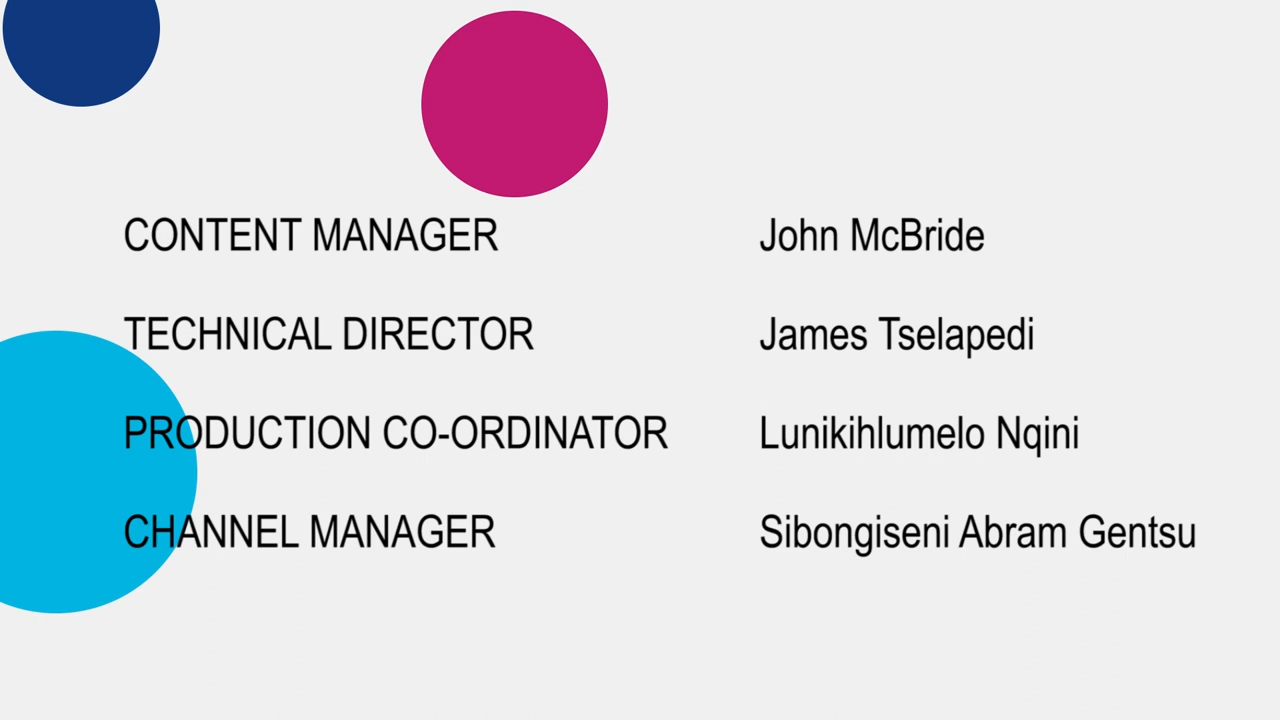 CONTENT MANAGER John McBride
TECHNICAL DIRECTOR James Tselapedi
PRODUCTION CO-ORDINATOR Lunikihlumelo Nqini
CHANNEL MANAGER Sibongiseni Abram Gentsu